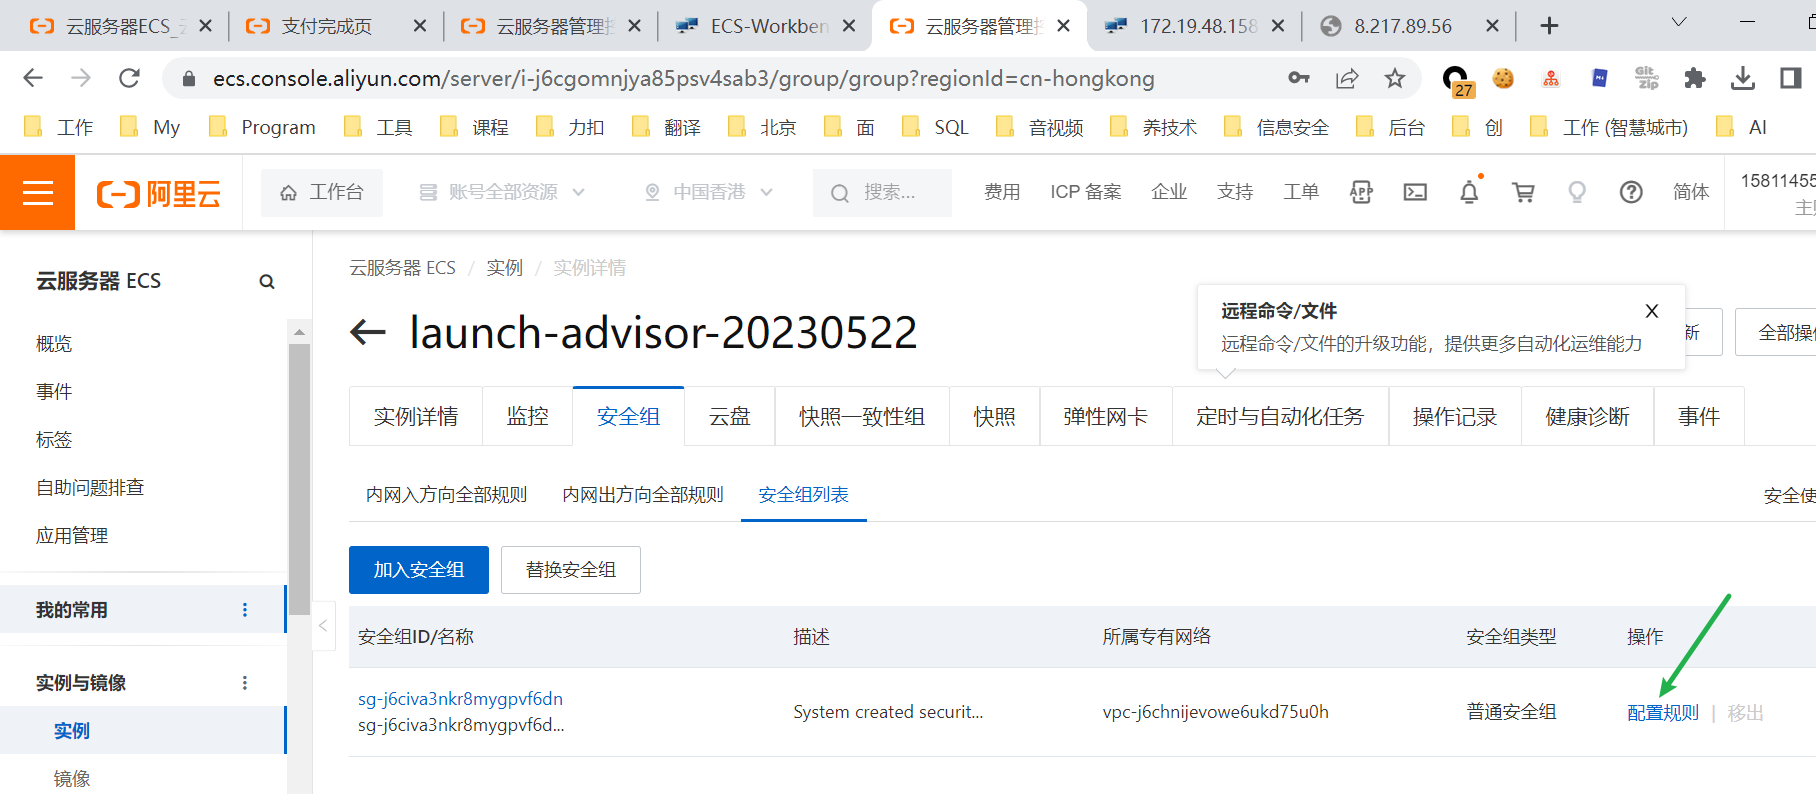 云服务器ECS_
支付完成页
云服务器管理控
ECS-Workben
云服务器管理控
172.19.48.158
8.217.89.56
ecs.console.aliyun.com/server/i-j6cgomnjya85psv4sab3/group/group?regionId=cn-hongkong
27
Git Zip
工作
My
Program
工具
课程
力扣
翻译
北京
面
SQL
音视频
养技术
信息安全
后台
创
工作 (智慧城市)
AI
阿里云
工作台
账号全部资源
中国香港
搜索...
费用
ICP 备案
企业
支持
工单
APP
简体
15811455
主账
云服务器 ECS
概览
事件
标签
自助问题排查
应用管理
我的常用
实例与镜像
实例
镜像
云服务器 ECS / 实例 / 实例详情
launch-advisor-20230522
远程命令/文件
远程命令/文件的升级功能，提供更多自动化运维能力
新
全部操作
实例详情
监控
安全组
云盘
快照一致性组
快照
弹性网卡
定时与自动化任务
操作记录
健康诊断
事件
内网入方向全部规则
内网出方向全部规则
安全组列表
安全使
加入安全组
替换安全组
安全组ID/名称
描述
所属专有网络
安全组类型
操作
sg-j6civa3nkr8mygpvf6dn
sg-j6civa3nkr8mygpvf6d...
System created securit...
vpc-j6chnijevowe6ukd75u0h
普通安全组
配置规则 | 移出